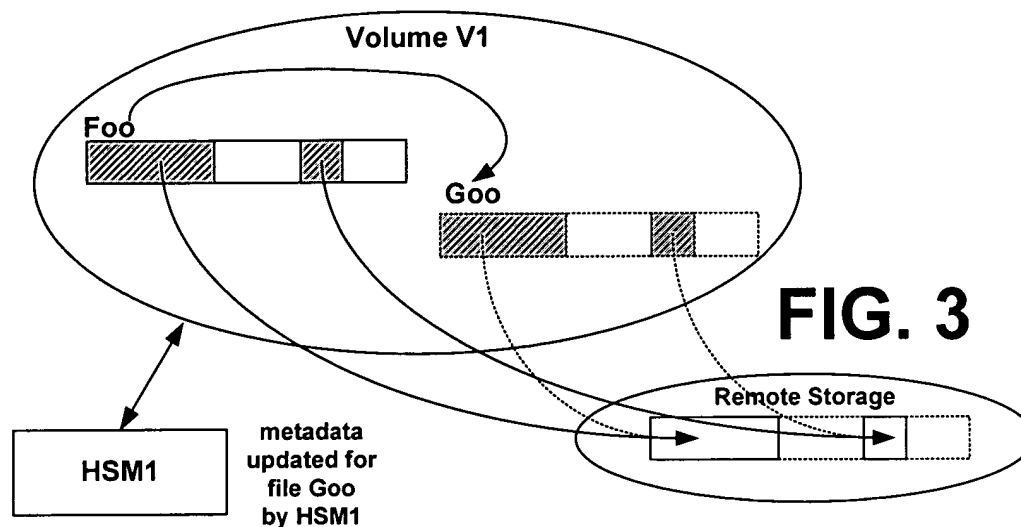 Volume V1
Foo
Goo
FIG. 3
Remote Storage
HSM1
metadata
updated for
file Goo
by HSM1